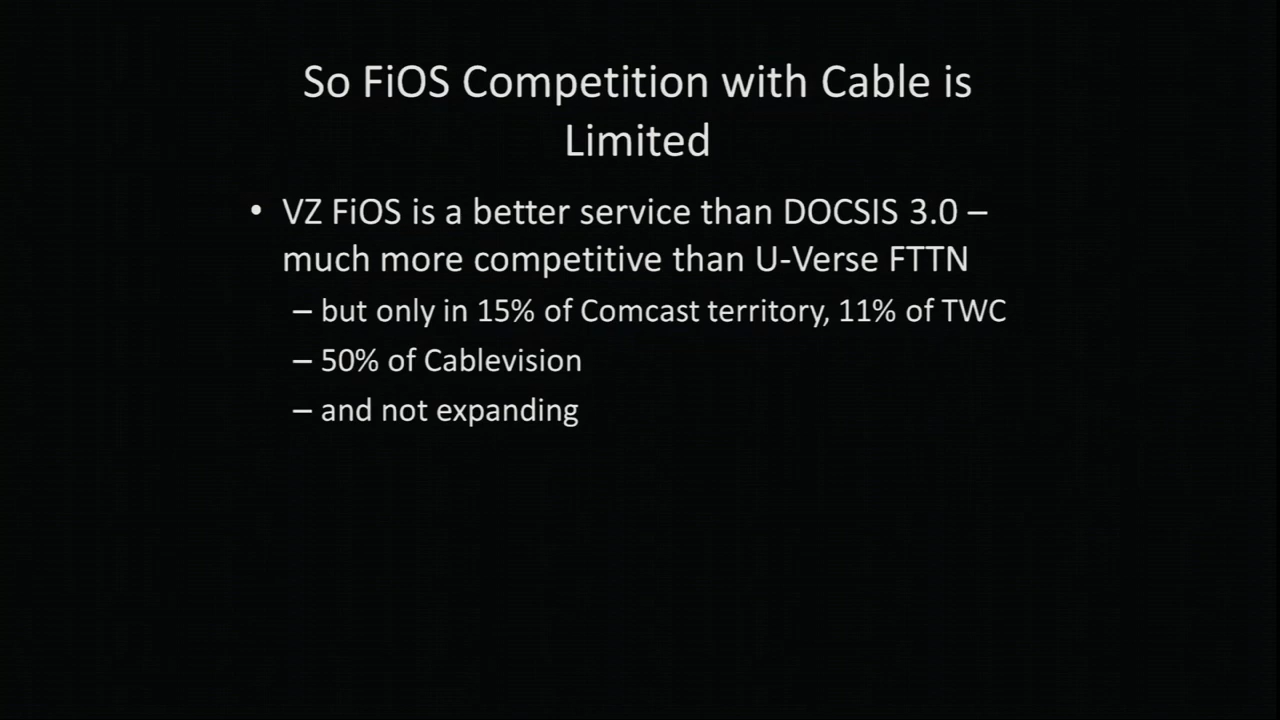 So FiOS Competition with Cable is
Limited
• VZ FiOS is a better service than DOCSIS 3.0 –
much more competitive than U-Verse FTTN
– but only in 15% of Comcast territory, 11% of TWC
– 50% of Cablevision
– and not expanding